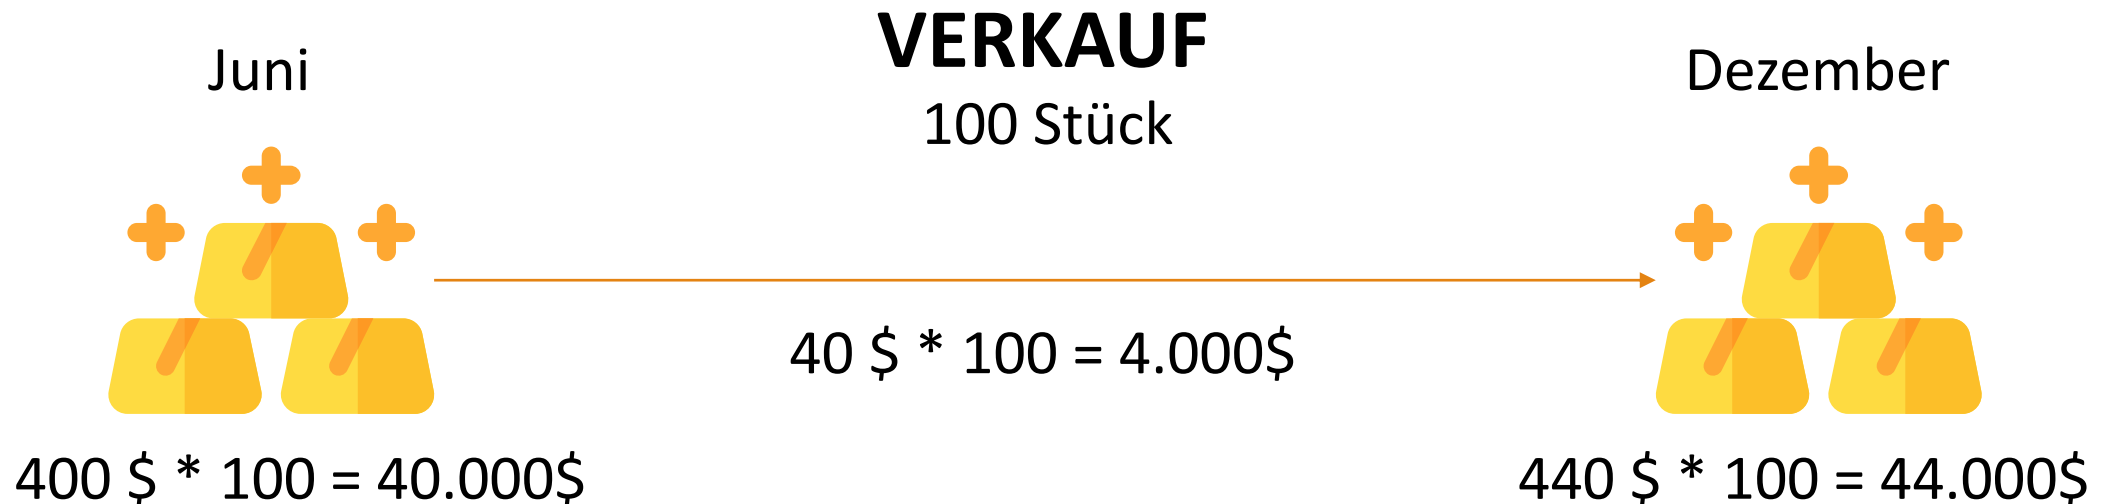 VERKAUF
Juni
100 Stück
Dezember
40 $ * 100 = 4.000$
400 $ * 100 = 40.000$
440 $ * 100 = 44.000$